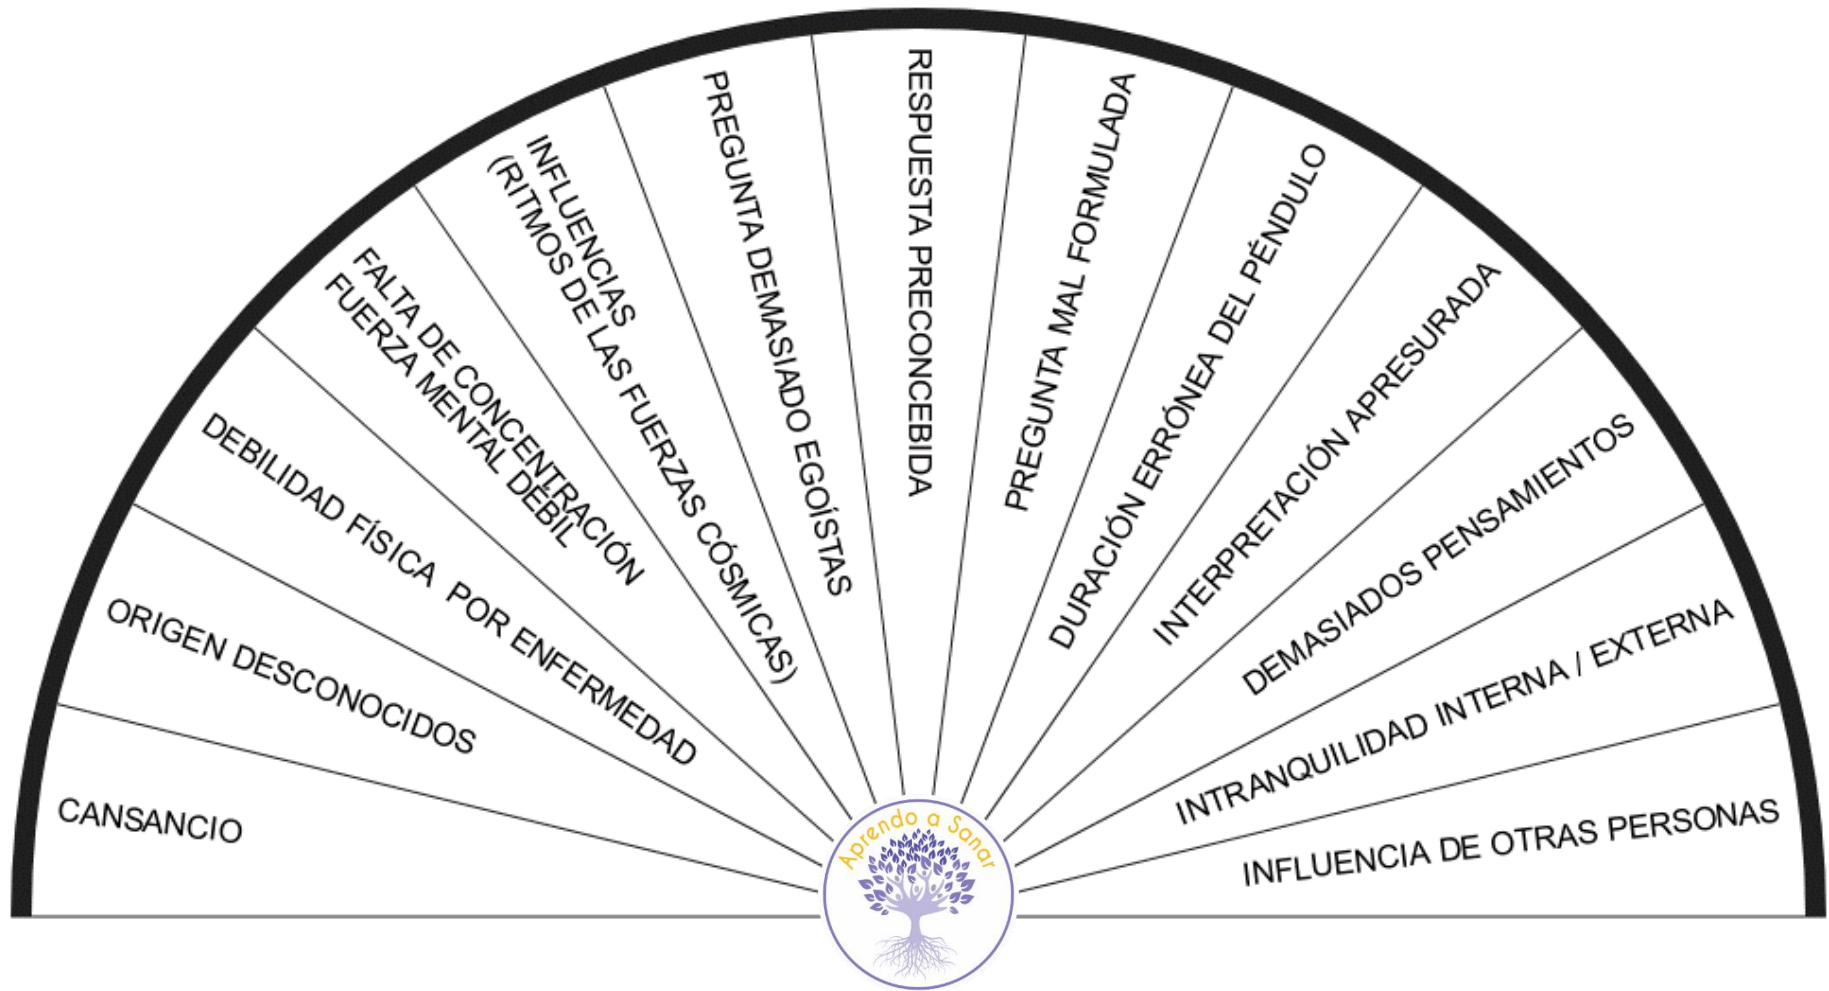 CANSANCIO
ORIGEN DESCONOCIDOS
DEBILIDAD FÍSICA POR ENFERMEDAD
FALTA DE CONCENTRACIÓN
FUERZA MENTAL DÉBIL
INFLUENCIAS
(RITMOS DE LAS FUERZAS CÓSMICAS)
PREGUNTA DEMASIADO EGOÍSTAS
RESPUESTA PRECONCEBIDA
PREGUNTA MAL FORMULADA
DURACIÓN ERRÓNEA DEL PÉNDULO
INTERPRETACIÓN APRESURADA
DEMASIADOS PENSAMIENTOS
INTRANQUILIDAD INTERNA / EXTERNA
INFLUENCIA DE OTRAS PERSONAS
Aprendo a Sanar